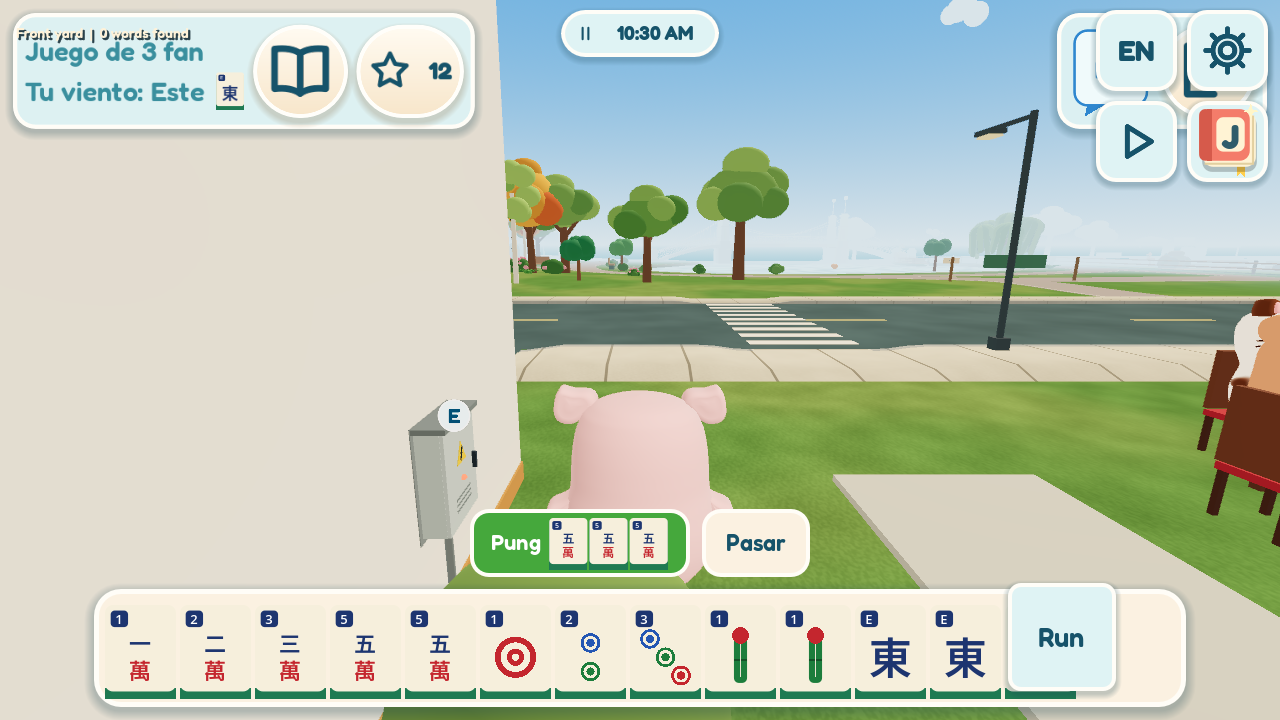 Front yard | 0 words found
Juego de 3 fan
Tu viento: Este
東
12
10:30 AM
EN
J
E
Pung
5 五萬
5 五萬
5 五萬
Pasar
1 一萬
2 二萬
3 三萬
5 五萬
5 五萬
1
2
3
1
1
E 東
E 東
Run